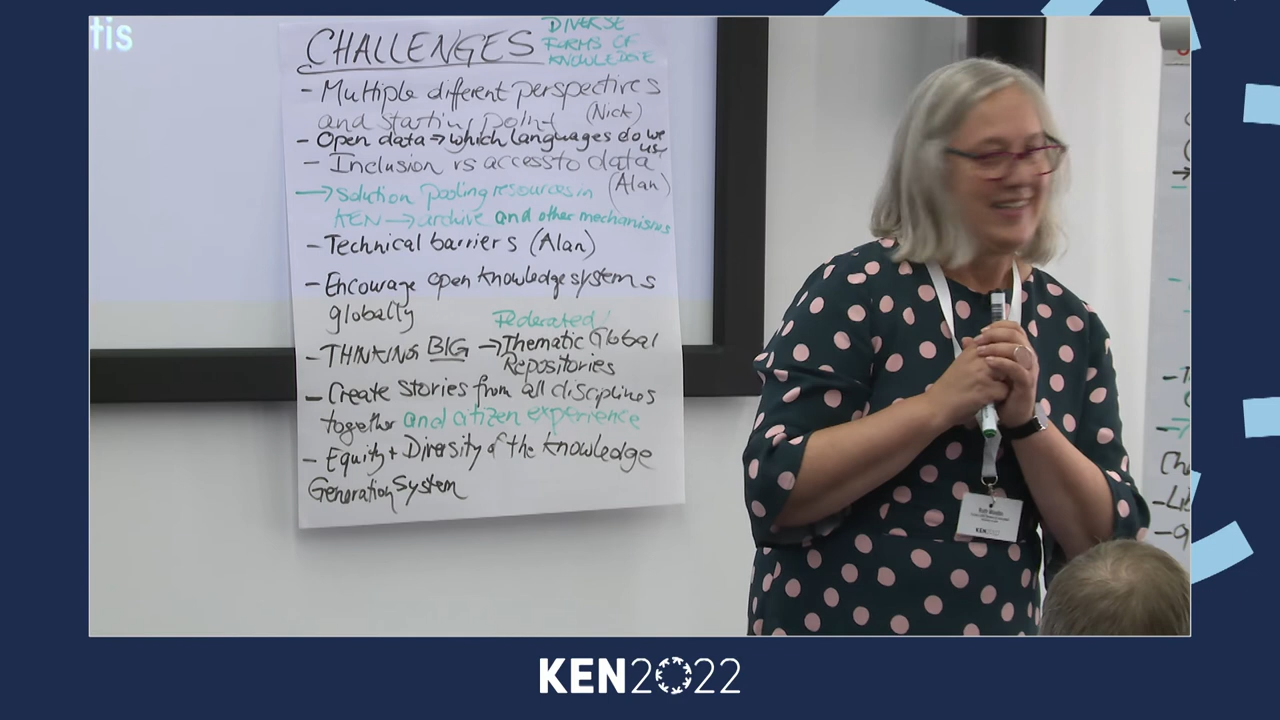 tis
CHALLENGES
DIVERSE
FORMS OF
KNOWLEDGE
- Multiple different perspectives
and starting point (Nick)
- Open data → which languages do we
use
- Inclusion vs access to data
(Alan)
→ solution pooling resources in
KEN → archive and other mechanisms
- Technical barriers (Alan)
- Encourage open knowledge systems
globally
Federated/
- THINKING BIG → Thematic Global
Repositories
- Create stories from all disciplines
together and citizen experience
- Equity + Diversity of the knowledge
Generation System
KEN2022
KEN2022